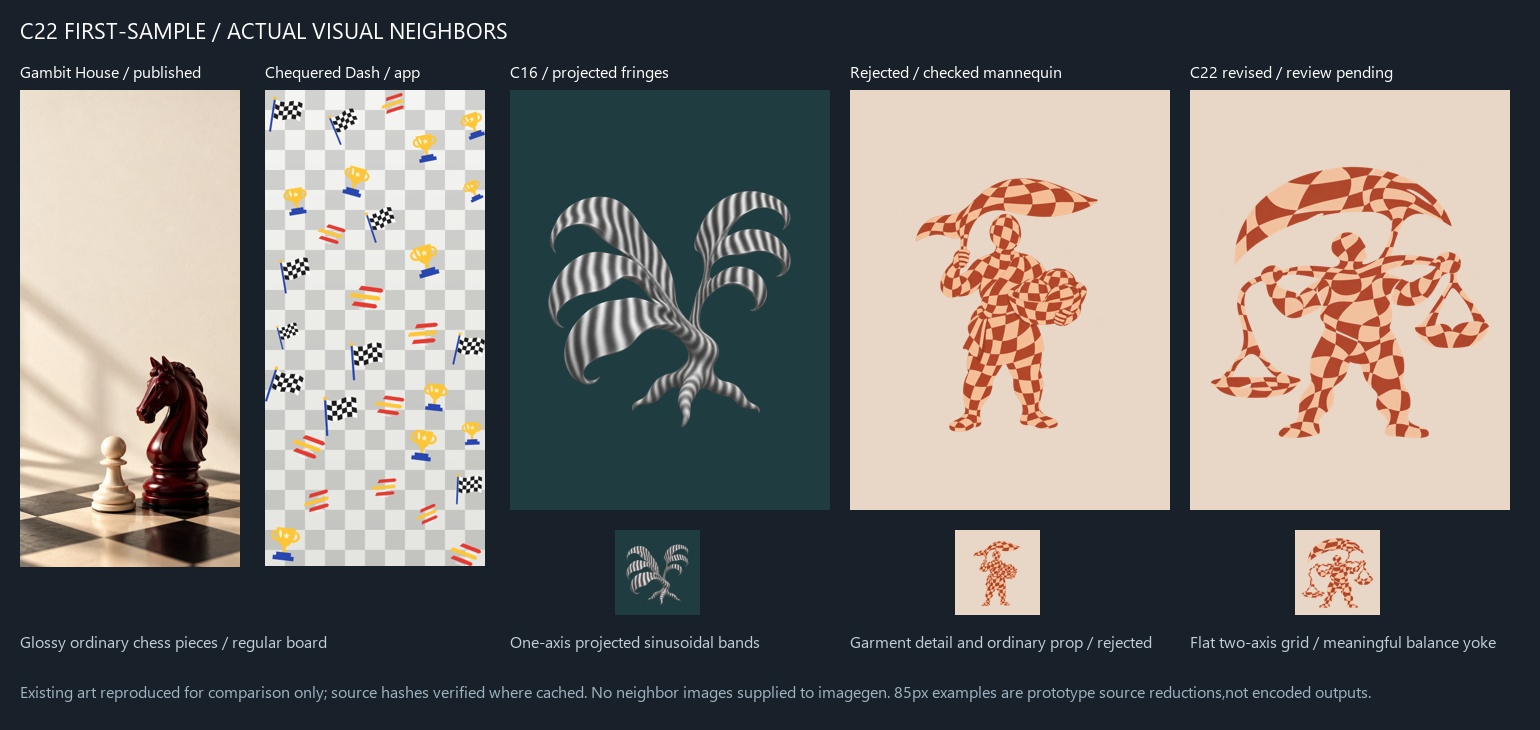 C22 FIRST-SAMPLE / ACTUAL VISUAL NEIGHBORS
Gambit House / published
Chequered Dash / app
C16 / projected fringes
Rejected / checked mannequin
C22 revised / review pending
Glossy ordinary chess pieces / regular board
One-axis projected sinusoidal bands
Garment detail and ordinary prop / rejected
Flat two-axis grid / meaningful balance yoke
Existing art reproduced for comparison only; source hashes verified where cached. No neighbor images supplied to imagegen. 85px examples are prototype source reductions,not encoded outputs.